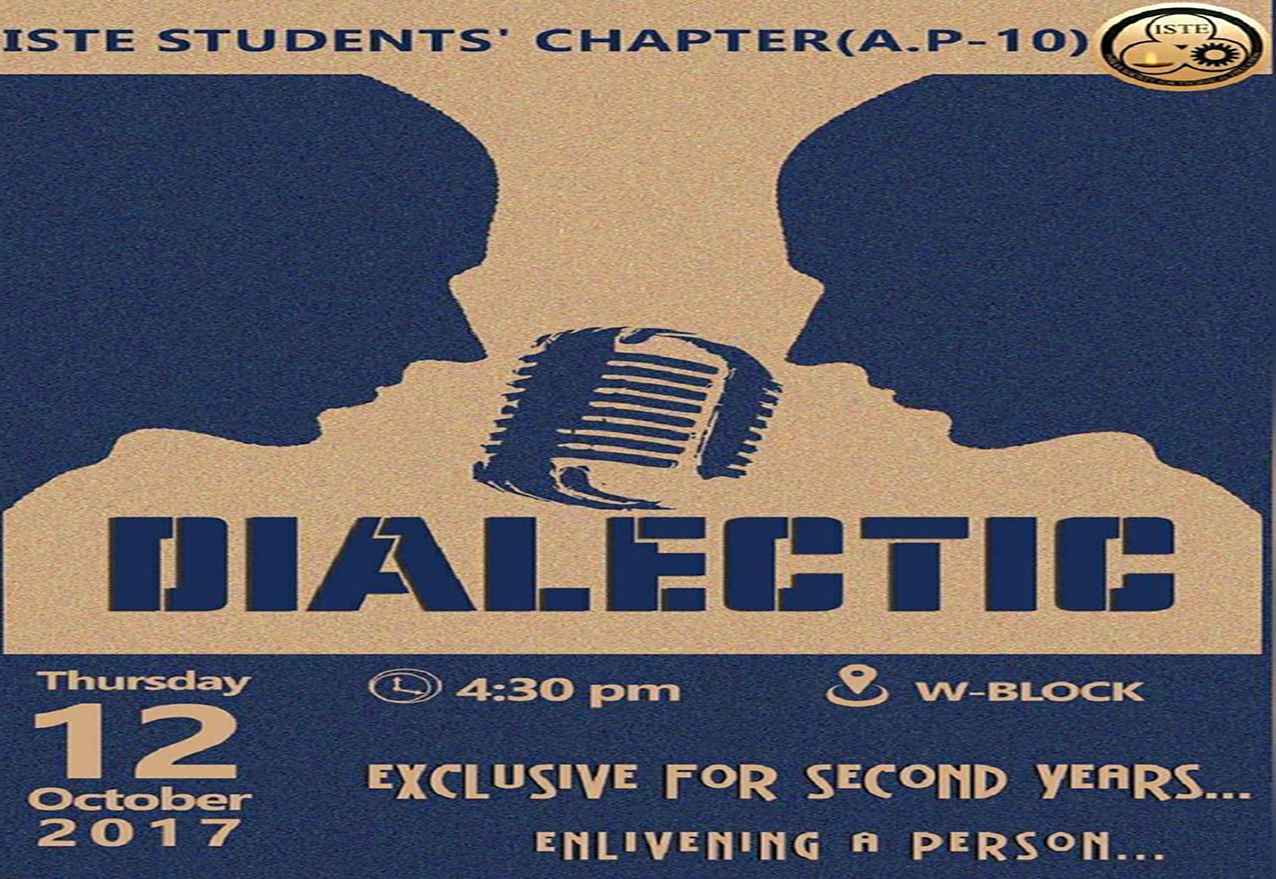 ISTE STUDENTS' CHAPTER(A.P-10)
ISTE
DIALECTIC
Thursday
12
October
2017
4:30 pm
W-BLOCK
EXCLUSIVE FOR SECOND YEARS...
ENLIVENING A PERSON...